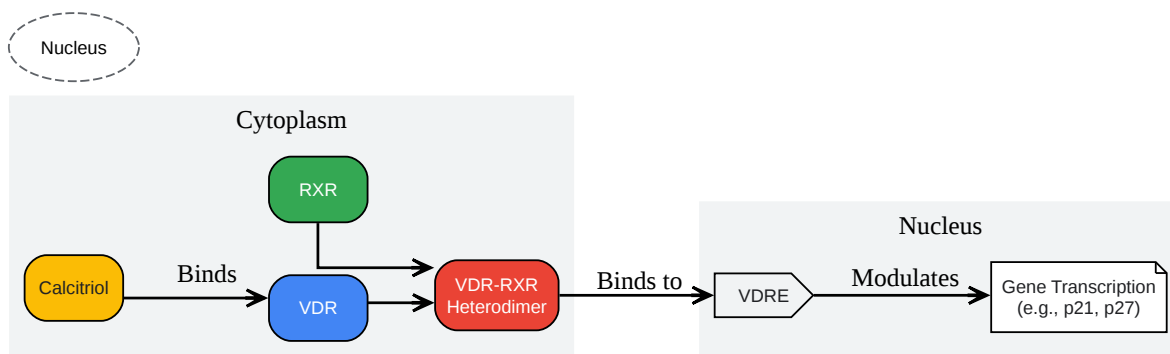 Nucleus
Cytoplasm
RXR
Nucleus
Calcitriol
Binds
VDR
VDR-RXR
Heterodimer
Binds to
VDRE
Modulates
Gene Transcription
(e.g., p21, p27)